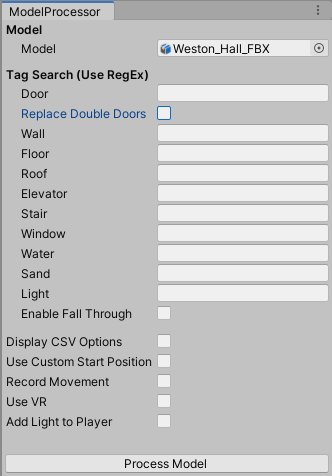 ModelProcessor
Model
Model Weston_Hall_FBX
Tag Search (Use RegEx)
Door
Replace Double Doors
Wall
Floor
Roof
Elevator
Stair
Window
Water
Sand
Light
Enable Fall Through
Display CSV Options
Use Custom Start Position
Record Movement
Use VR
Add Light to Player
Process Model